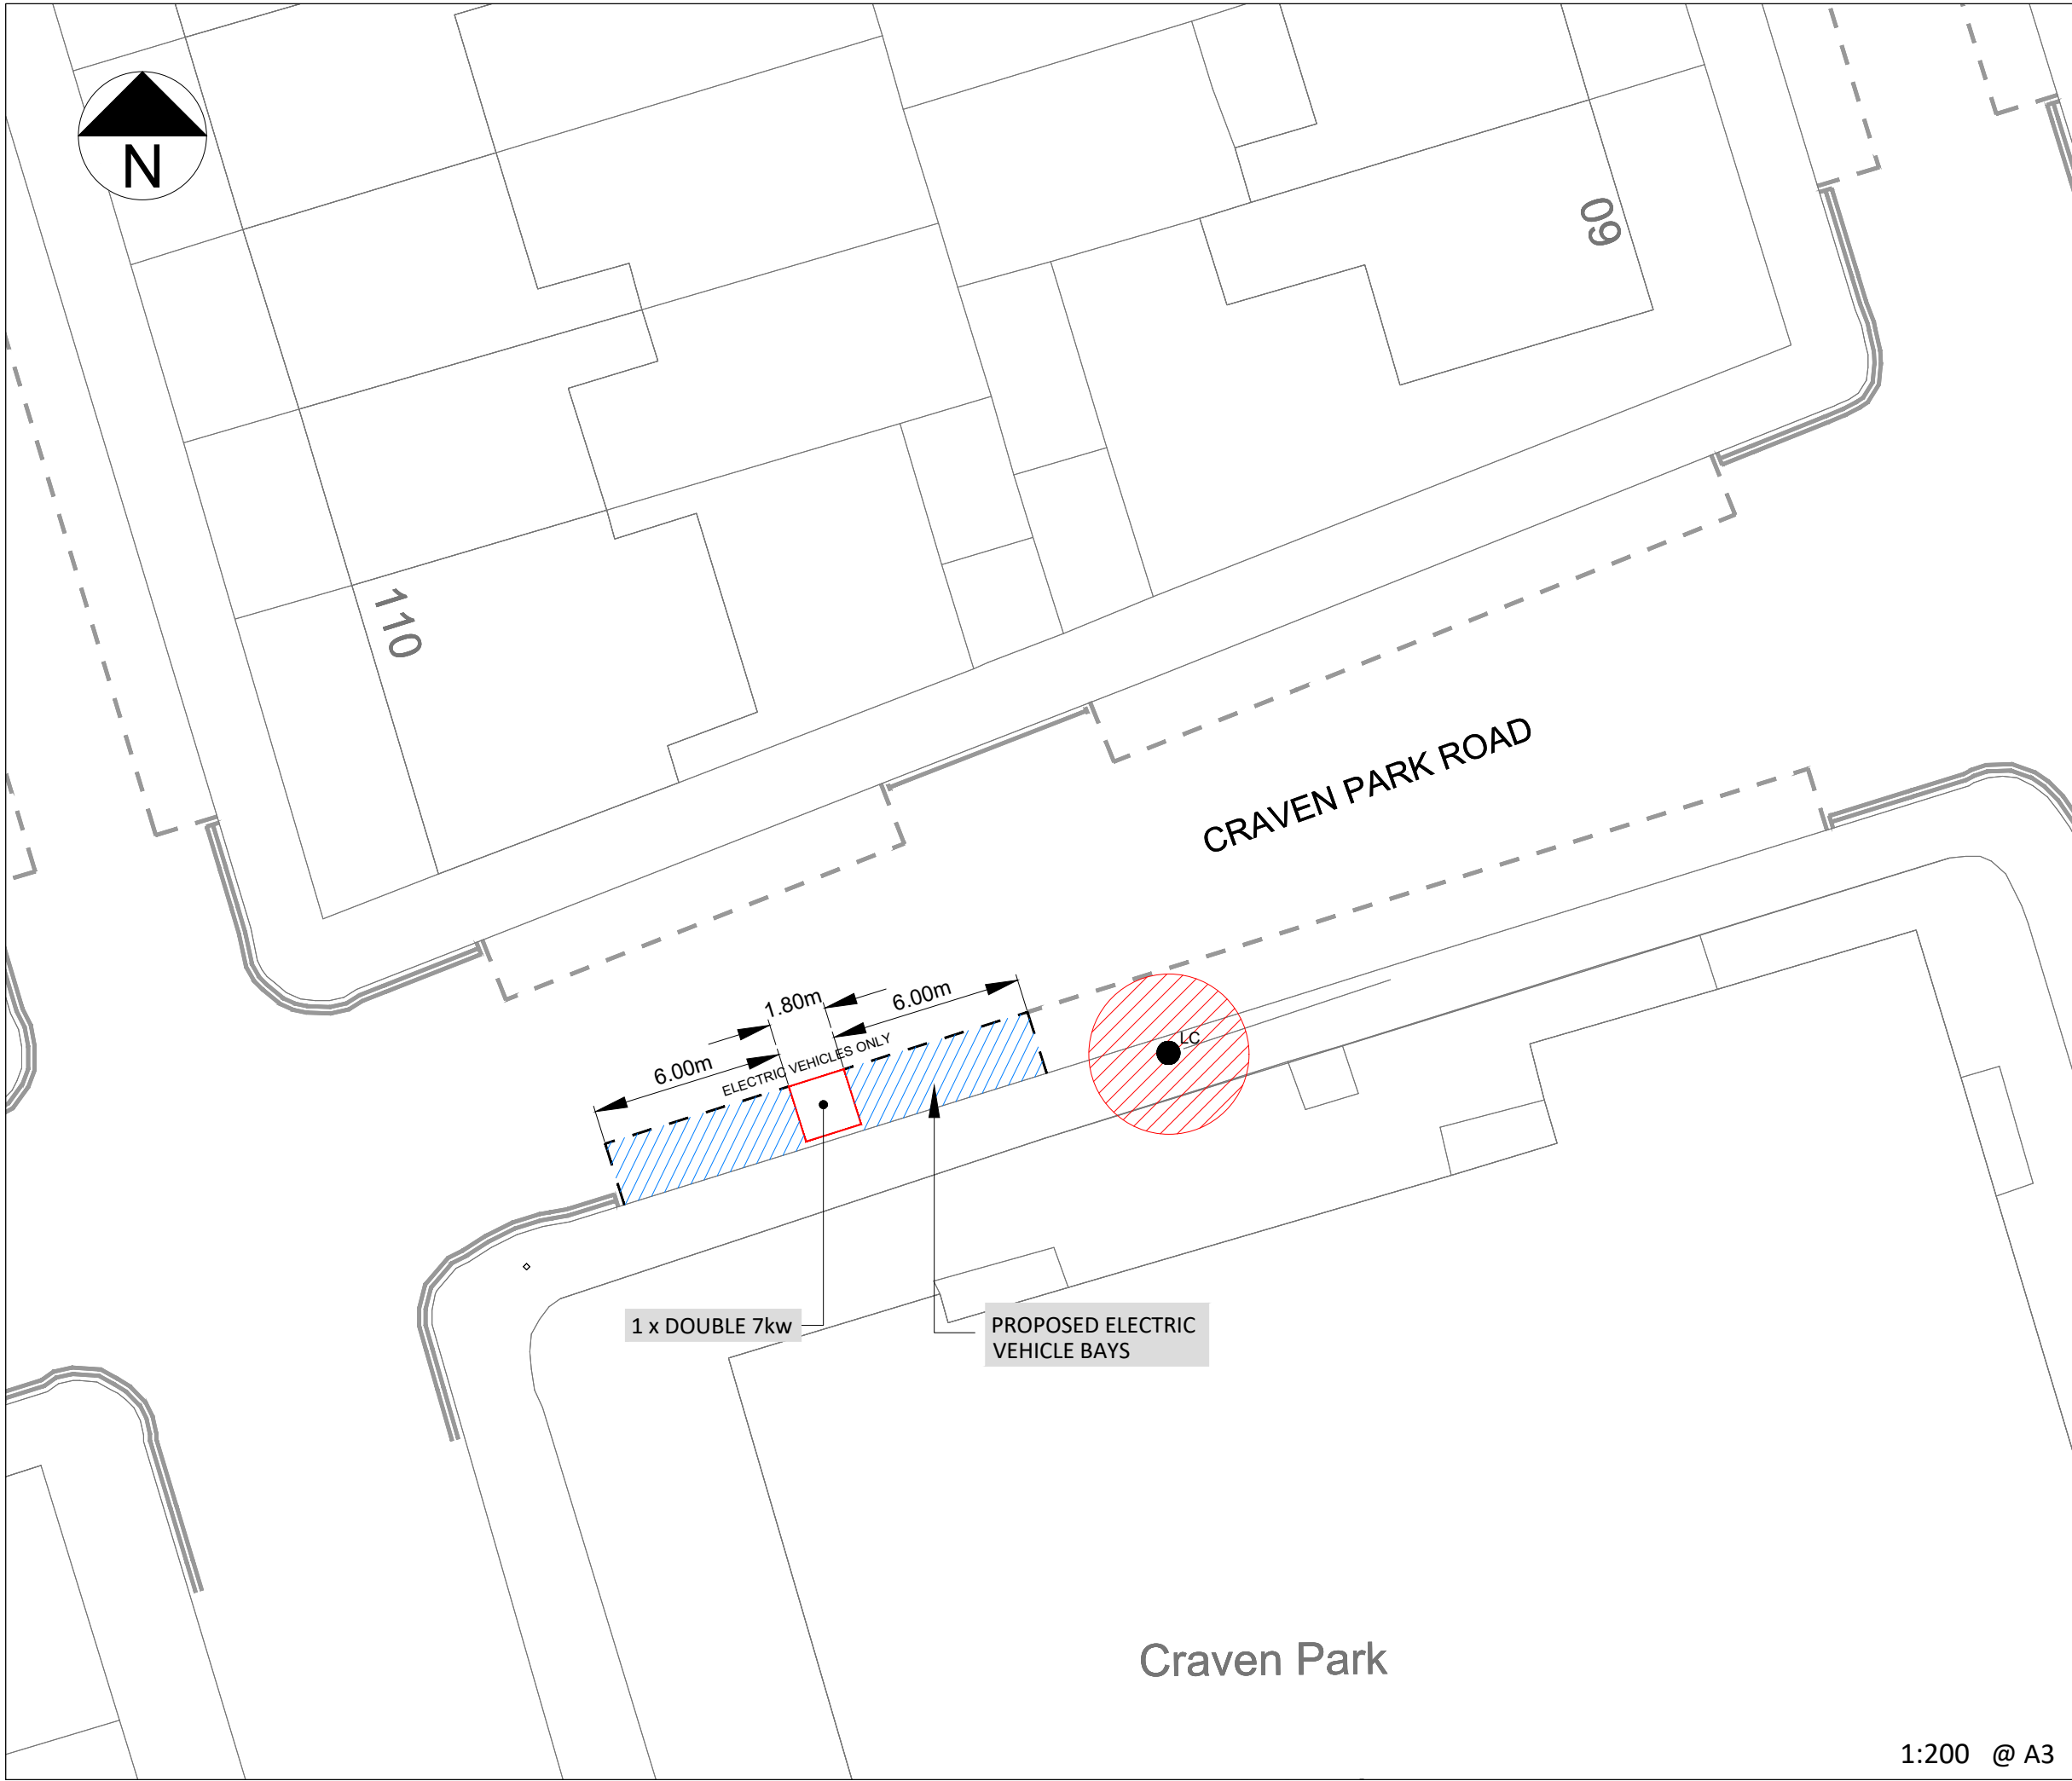 N
60
110
CRAVEN PARK ROAD
1.80m
6.00m
6.00m
ELECTRIC VEHICLES ONLY
LC
1 x DOUBLE 7kw
PROPOSED ELECTRIC
VEHICLE BAYS
Craven Park
1:200 @ A3